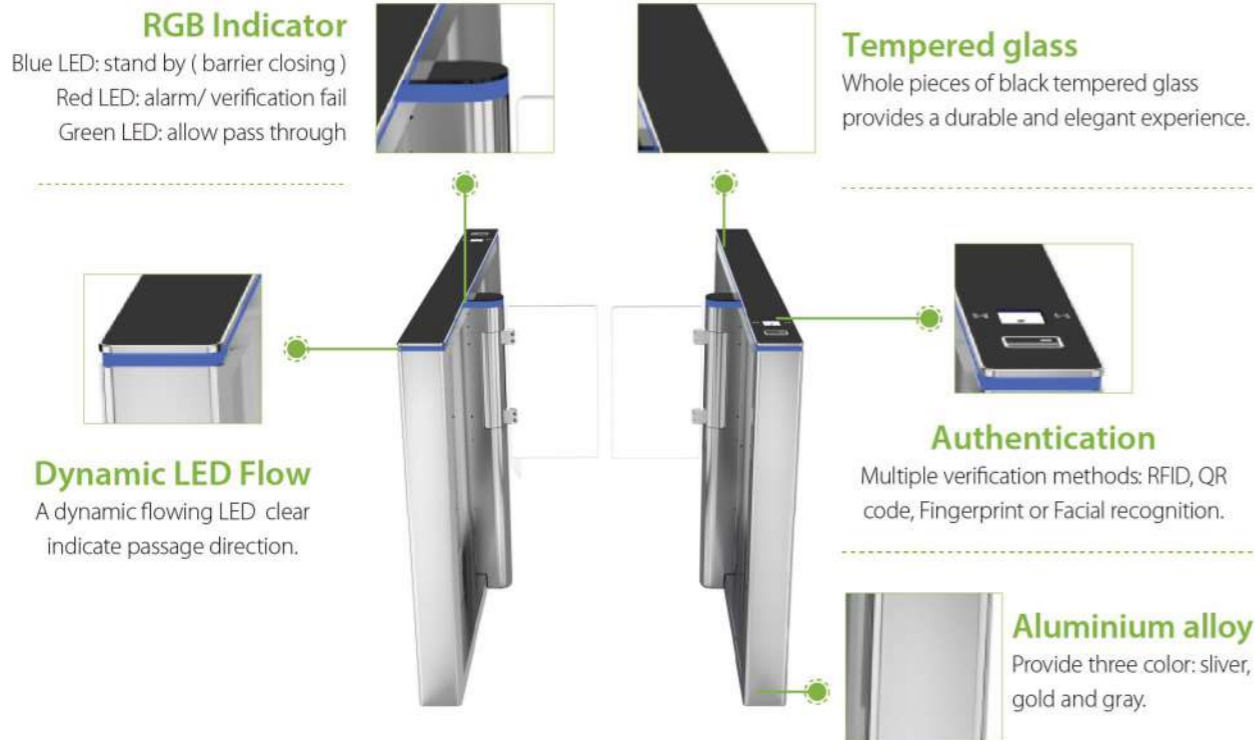 RGB Indicator
Blue LED: stand by ( barrier closing )
Red LED: alarm/ verification fail
Green LED: allow pass through
Tempered glass
Whole pieces of black tempered glass
provides a durable and elegant experience.
Dynamic LED Flow
A dynamic flowing LED clear
indicate passage direction.
Authentication
Multiple verification methods: RFID, QR
code, Fingerprint or Facial recognition.
Aluminium alloy
Provide three color: sliver,
gold and gray.